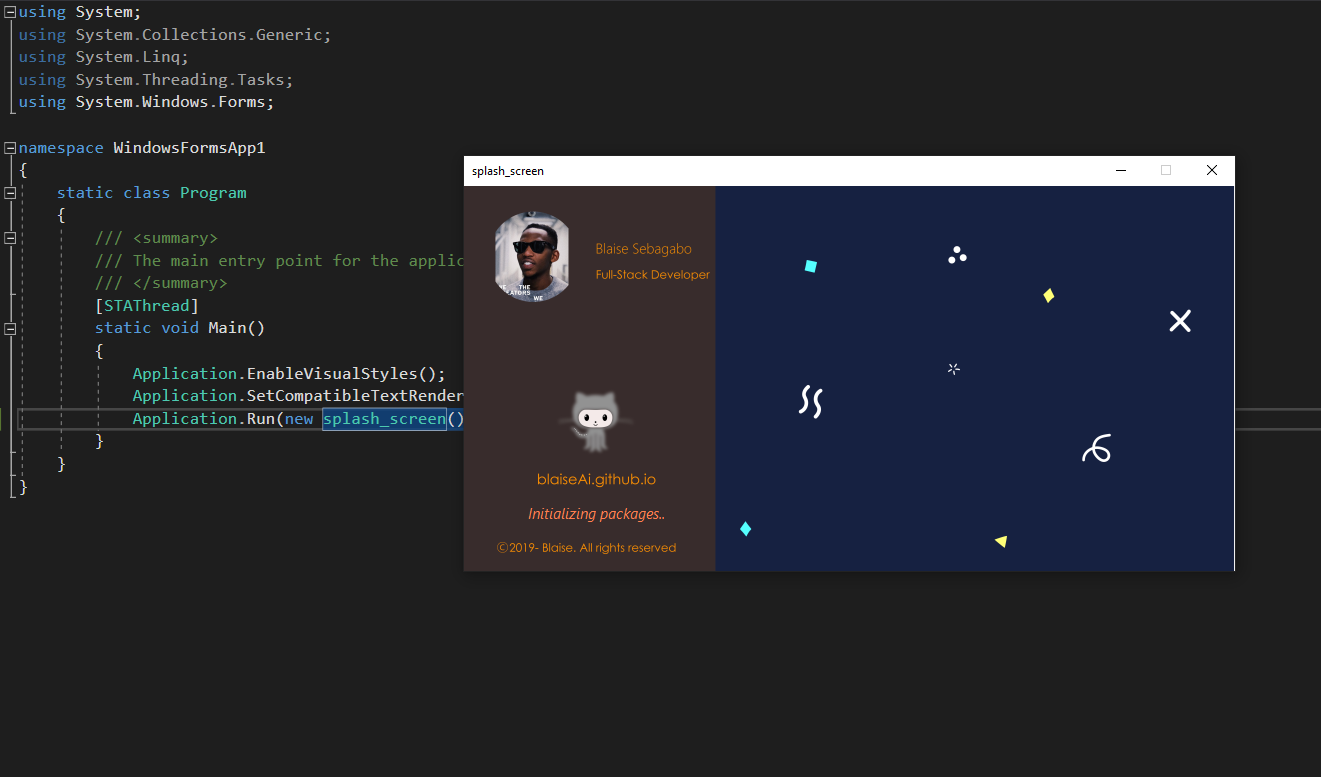 using System;
using System.Collections.Generic;
using System.Linq;
using System.Threading.Tasks;
using System.Windows.Forms;
namespace WindowsFormsApp1
{
static class Program
{
/// <summary>
/// The main entry point for the applic
/// </summary>
[STAThread]
static void Main()
{
Application.EnableVisualStyles();
Application.SetCompatibleTextRender
Application.Run(new splash_screen()
}
}
}
splash_screen
Blaise Sebagabo
Full-Stack Developer
THE
WE
blaiseAi.github.io
Initializing packages..
©2019- Blaise. All rights reserved